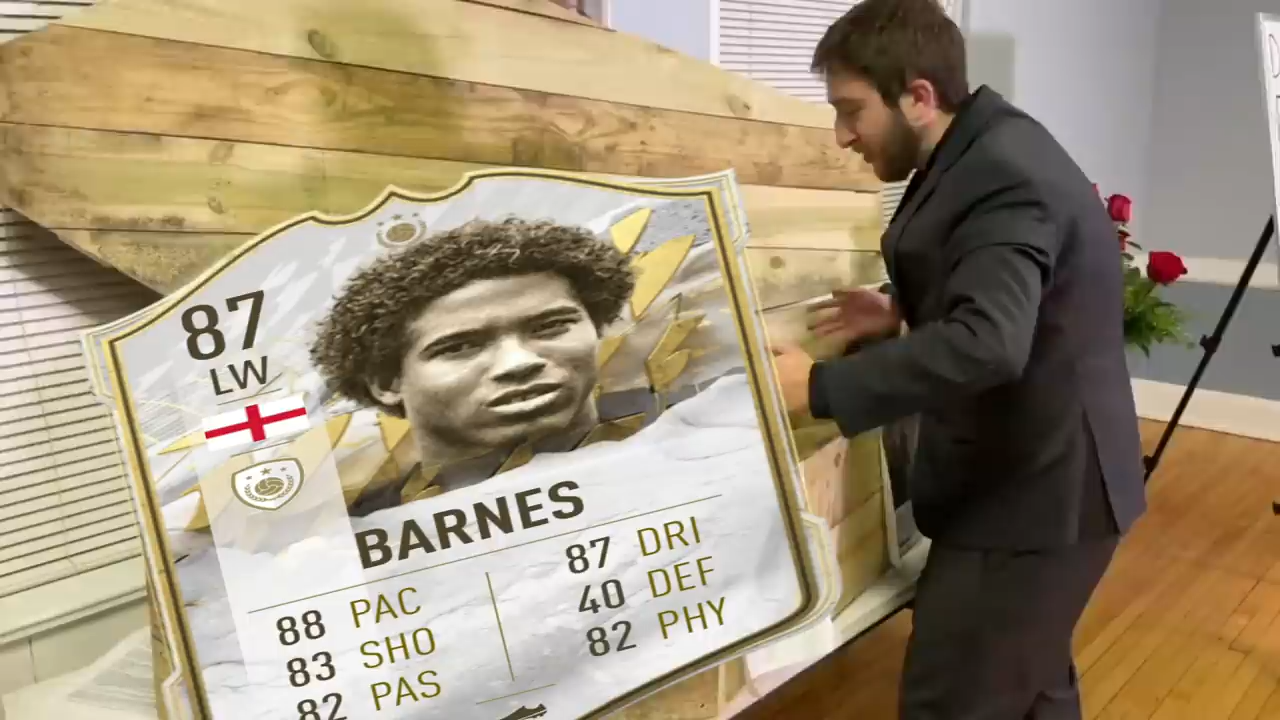 87
LW
BARNES
88 PAC
83 SHO
82 PAS
87 DRI
40 DEF
82 PHY